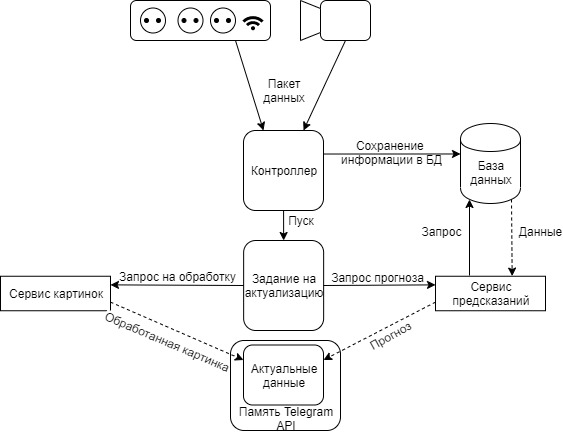 Пакет
данных
Контроллер
Сохранение
информации в БД
База
данных
Пуск
Запрос
Данные
Запрос на обработку
Задание на
актуализацию
Запрос прогноза
Сервис картинок
Сервис
предсказаний
Обработанная картинка
Прогноз
Актуальные
данные
Память Telegram
API